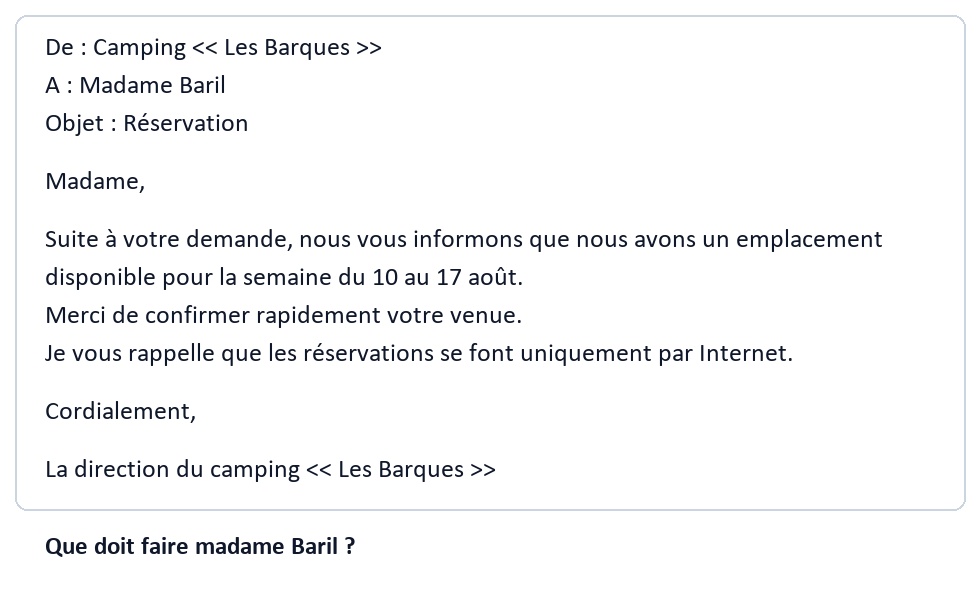 De : Camping << Les Barques >>
A : Madame Baril
Objet : Réservation
Madame,
Suite à votre demande, nous vous informons que nous avons un emplacement
disponible pour la semaine du 10 au 17 août.
Merci de confirmer rapidement votre venue.
Je vous rappelle que les réservations se font uniquement par Internet.
Cordialement,
La direction du camping << Les Barques >>
Que doit faire madame Baril ?